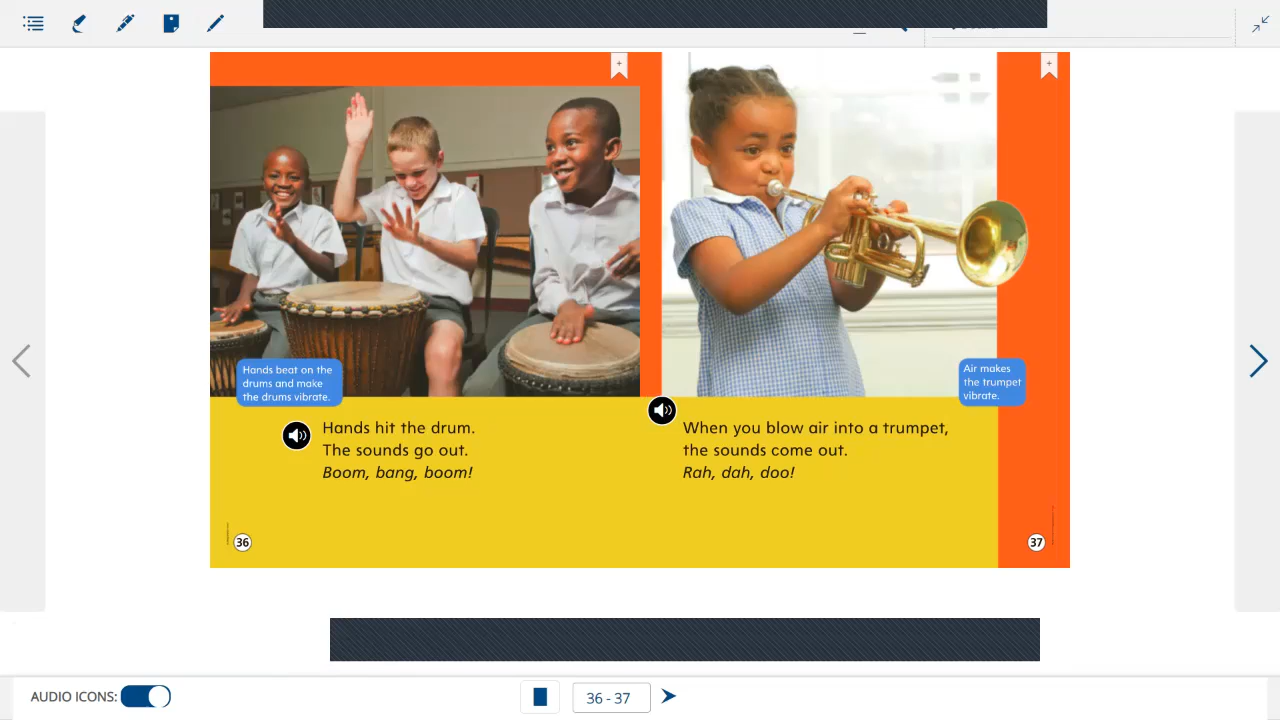 Hands beat on the
drums and make
the drums vibrate.
Hands hit the drum.
The sounds go out.
Boom, bang, boom!
36
Air makes
the trumpet
vibrate.
When you blow air into a trumpet,
the sounds come out.
Rah, dah, doo!
37
AUDIO ICONS:
36 - 37